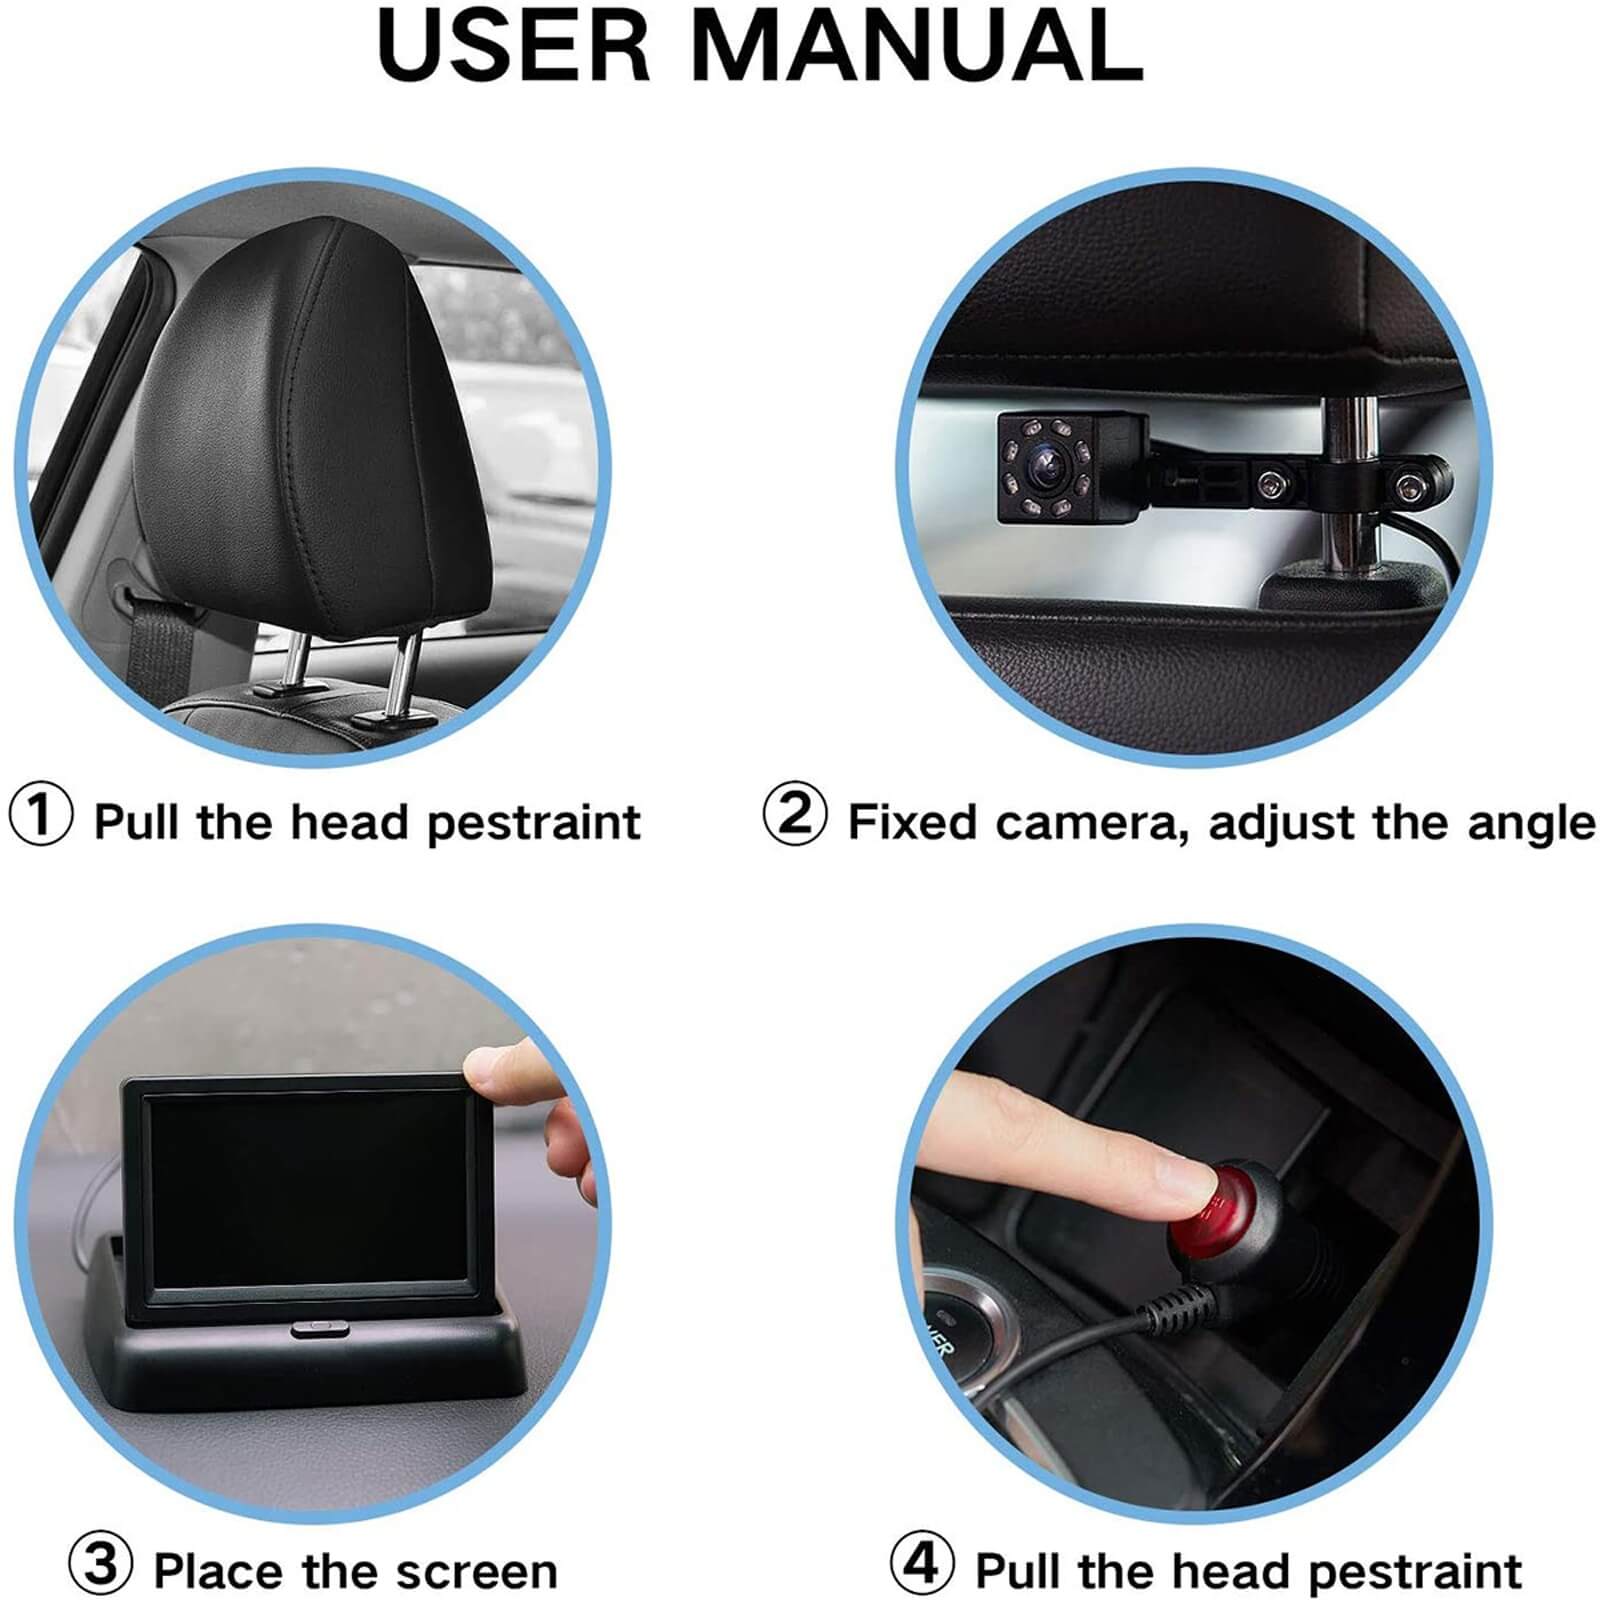 USER MANUAL
① Pull the head pestraint
② Fixed camera, adjust the angle
③ Place the screen
④ Pull the head pestraint